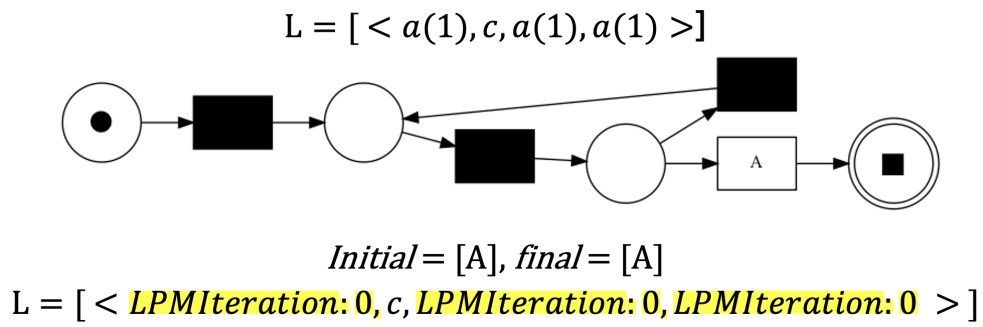 L = [ < a(1), c, a(1), a(1) >]
A
Initial = [A], final = [A]
L = [ < LPMIteration: 0, c, LPMIteration: 0, LPMIteration: 0 > ]